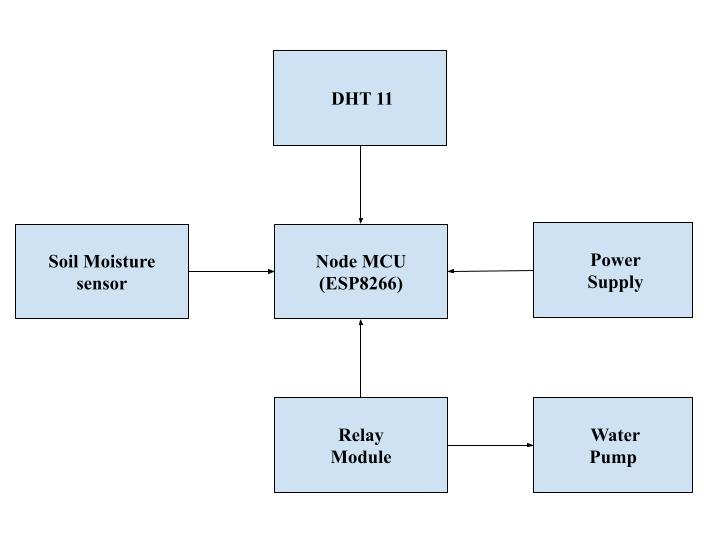 DHT 11
Soil Moisture
sensor
Node MCU
(ESP8266)
Power
Supply
Relay
Module
Water
Pump